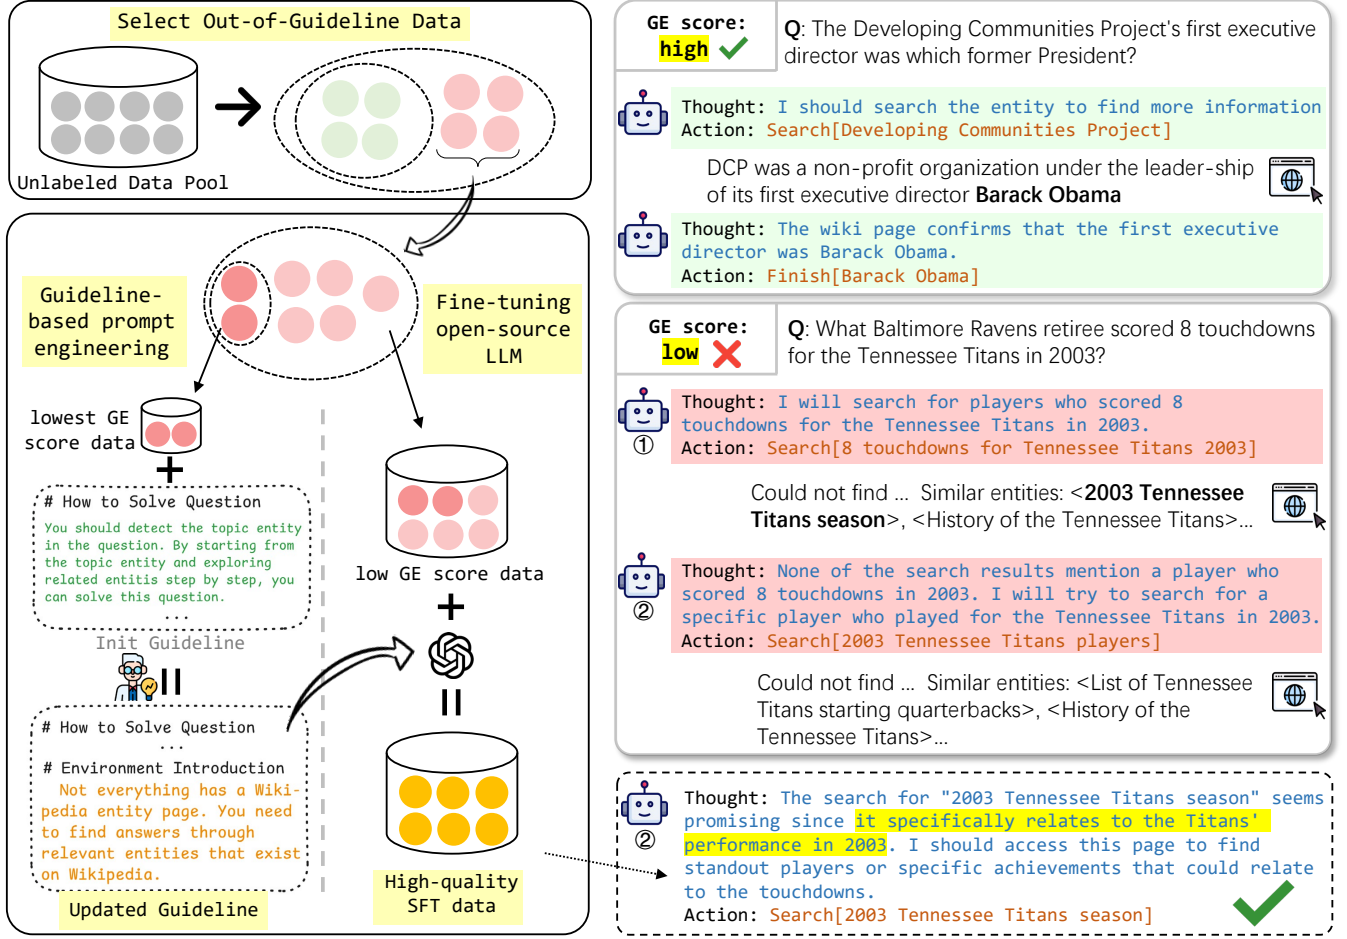 Select Out-of-Guideline Data
Unlabeled Data Pool
Guideline-
based prompt
engineering
Fine-tuning
open-source
LLM
lowest GE
score data
# How to Solve Question
You should detect the topic entity
in the question. By starting from
the topic entity and exploring
related entitis step by step, you
can solve this question.
...
Init Guideline
# How to Solve Question
...
# Environment Introduction
Not everything has a Wiki-
pedia entity page. You need
to find answers through
relevant entities that exist
on Wikipedia.
Updated Guideline
low GE score data
High-quality
SFT data
GE score:
high
Q: The Developing Communities Project's first executive
director was which former President?
Thought: I should search the entity to find more information
Action: Search[Developing Communities Project]
DCP was a non-profit organization under the leader-ship
of its first executive director Barack Obama
Thought: The wiki page confirms that the first executive
director was Barack Obama.
Action: Finish[Barack Obama]
GE score:
low
Q: What Baltimore Ravens retiree scored 8 touchdowns
for the Tennessee Titans in 2003?
①
Thought: I will search for players who scored 8
touchdowns for the Tennessee Titans in 2003.
Action: Search[8 touchdowns for Tennessee Titans 2003]
Could not find ... Similar entities: <2003 Tennessee
Titans season>, <History of the Tennessee Titans>...
②
Thought: None of the search results mention a player who
scored 8 touchdowns in 2003. I will try to search for a
specific player who played for the Tennessee Titans in 2003.
Action: Search[2003 Tennessee Titans players]
Could not find ... Similar entities: <List of Tennessee
Titans starting quarterbacks>, <History of the
Tennessee Titans>...
②
Thought: The search for "2003 Tennessee Titans season" seems
promising since it specifically relates to the Titans'
performance in 2003. I should access this page to find
standout players or specific achievements that could relate
to the touchdowns.
Action: Search[2003 Tennessee Titans season]